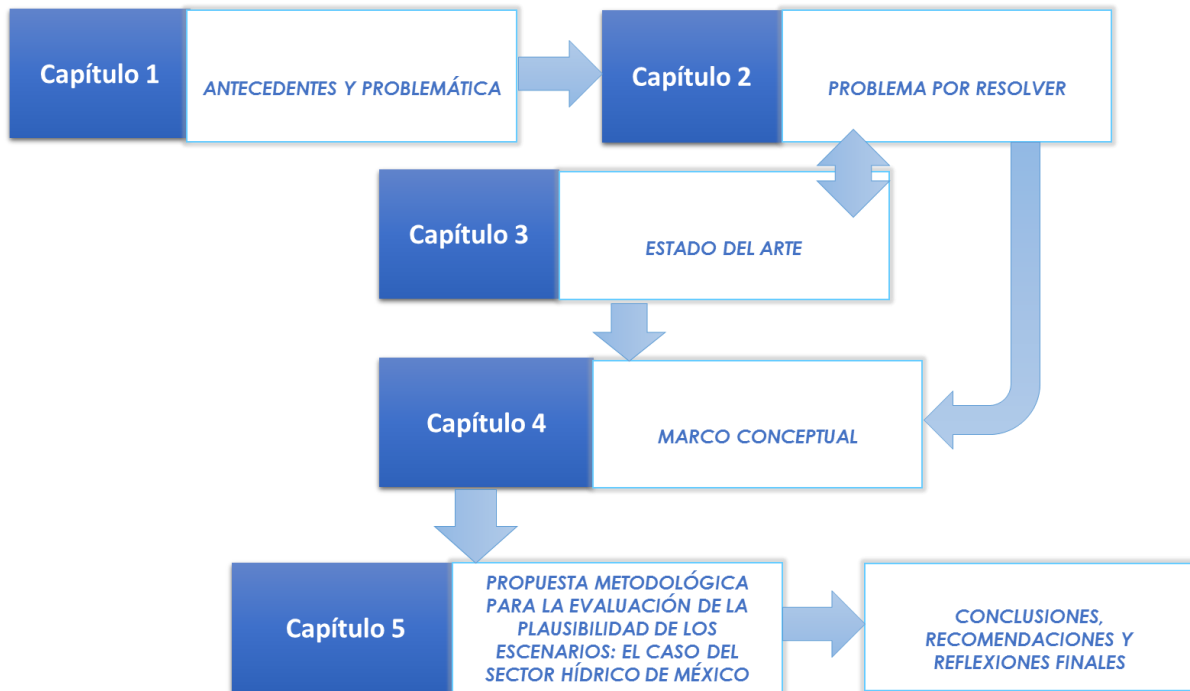 Capítulo 1
ANTECEDENTES Y PROBLEMÁTICA
Capítulo 2
PROBLEMA POR RESOLVER
Capítulo 3
ESTADO DEL ARTE
Capítulo 4
MARCO CONCEPTUAL
Capítulo 5
PROPUESTA METODOLÓGICA
PARA LA EVALUACIÓN DE LA
PLAUSIBILIDAD DE LOS
ESCENARIOS: EL CASO DEL
SECTOR HÍDRICO DE MÉXICO
CONCLUSIONES,
RECOMENDACIONES Y
REFLEXIONES FINALES